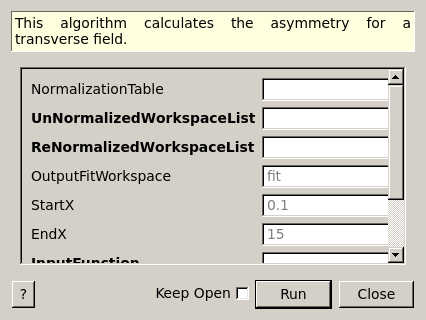 This algorithm calculates the asymmetry for a
transverse field.
NormalizationTable
UnNormalizedWorkspaceList
ReNormalizedWorkspaceList
OutputFitWorkspace fit
StartX 0.1
EndX 15
InputFunction
? Keep Open Run Close